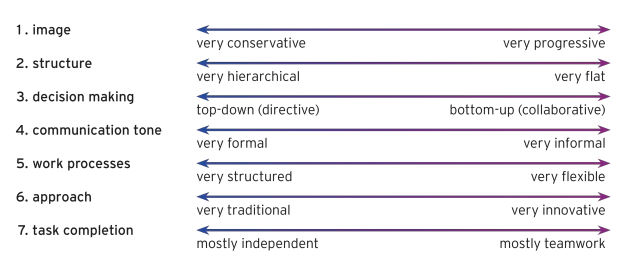 1. image
very conservative very progressive
2. structure
very hierarchical very flat
3. decision making
top-down (directive) bottom-up (collaborative)
4. communication tone
very formal very informal
5. work processes
very structured very flexible
6. approach
very traditional very innovative
7. task completion
mostly independent mostly teamwork